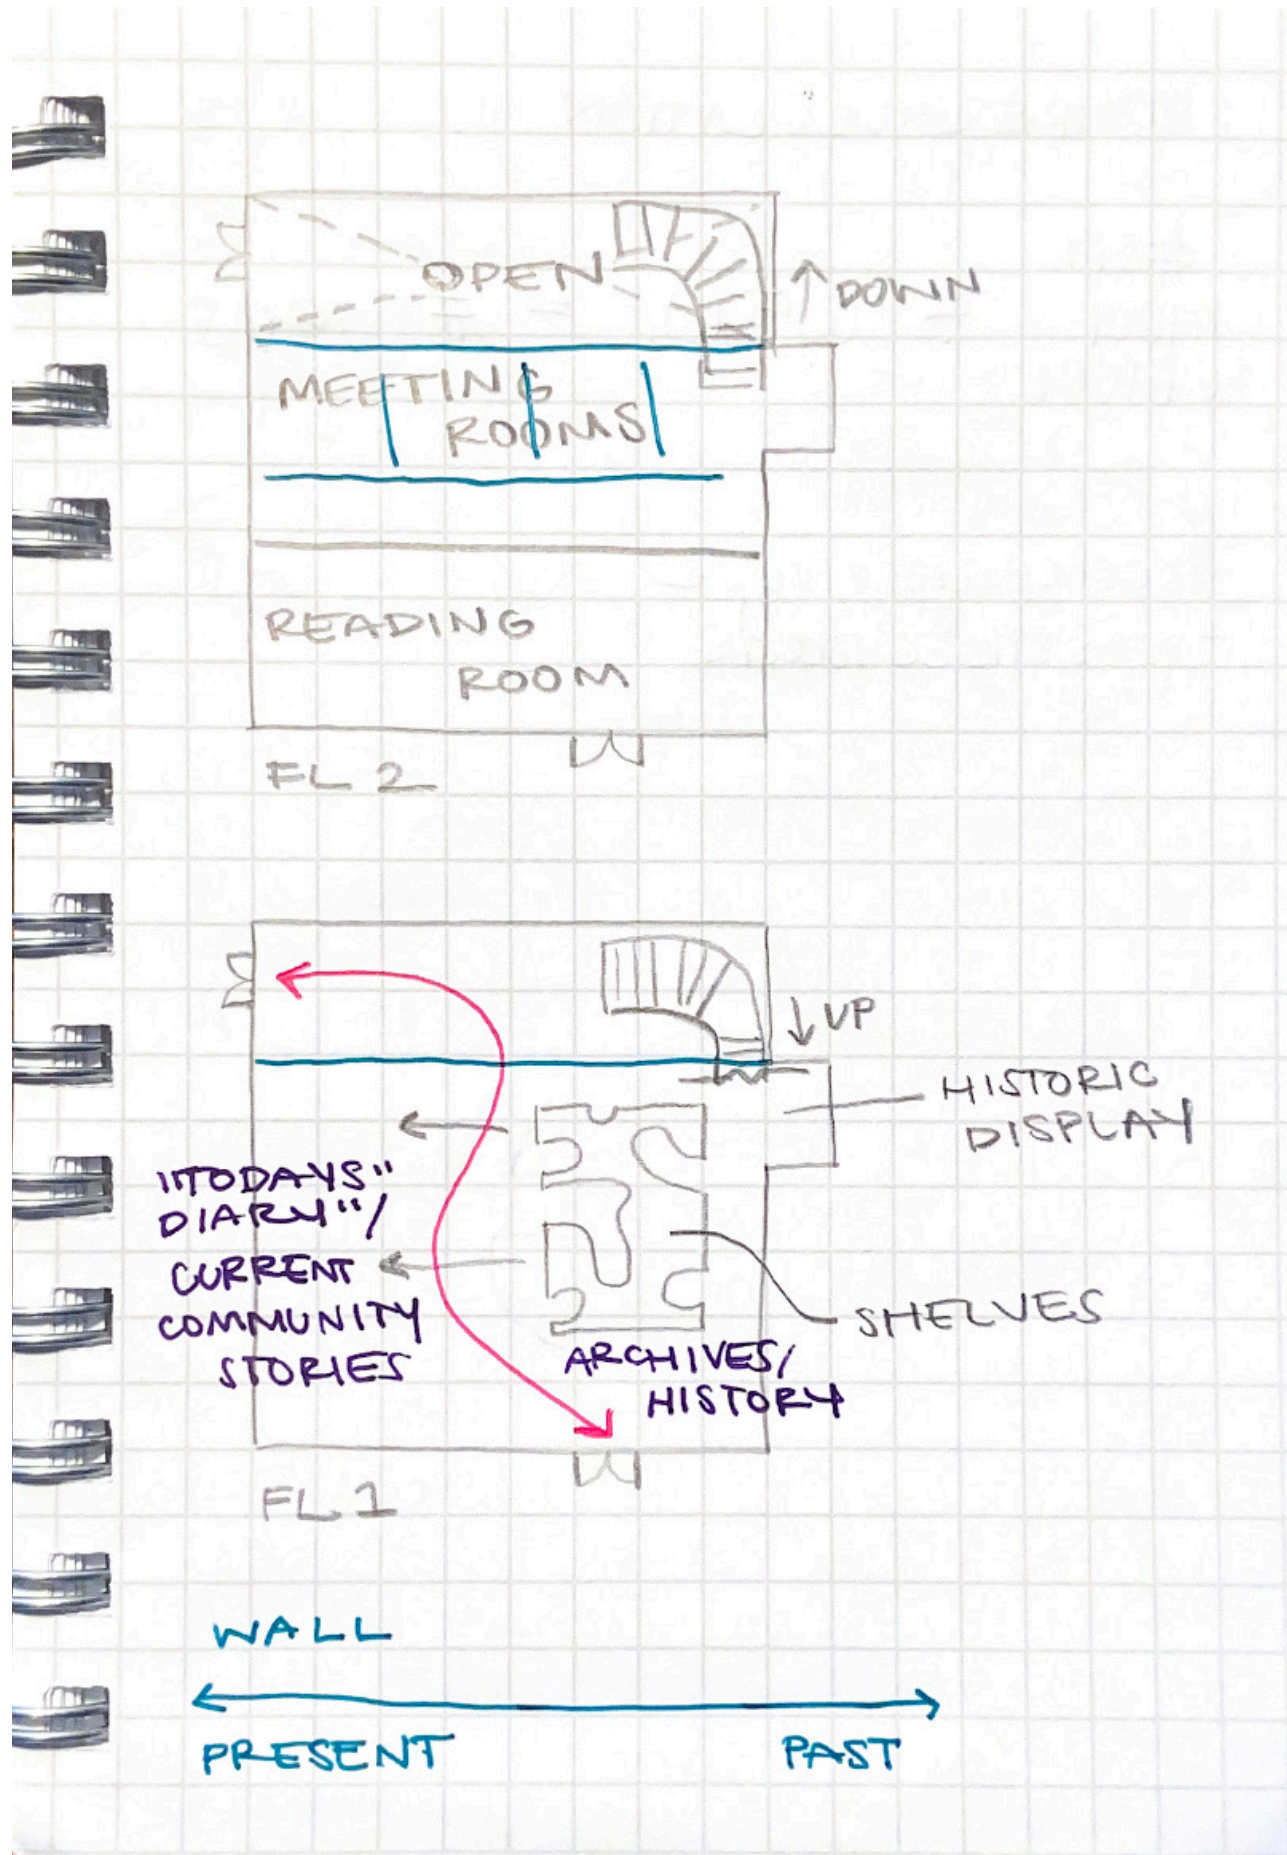 OPEN
↑ DOWN
MEETING
ROOMS
READING
ROOM
FL 2
↓ UP
HISTORIC
DISPLAY
"TODAYS"
DIARY"/
CURRENT
COMMUNITY
STORIES
SHELVES
ARCHIVES/
HISTORY
FL 1
WALL
PRESENT PAST